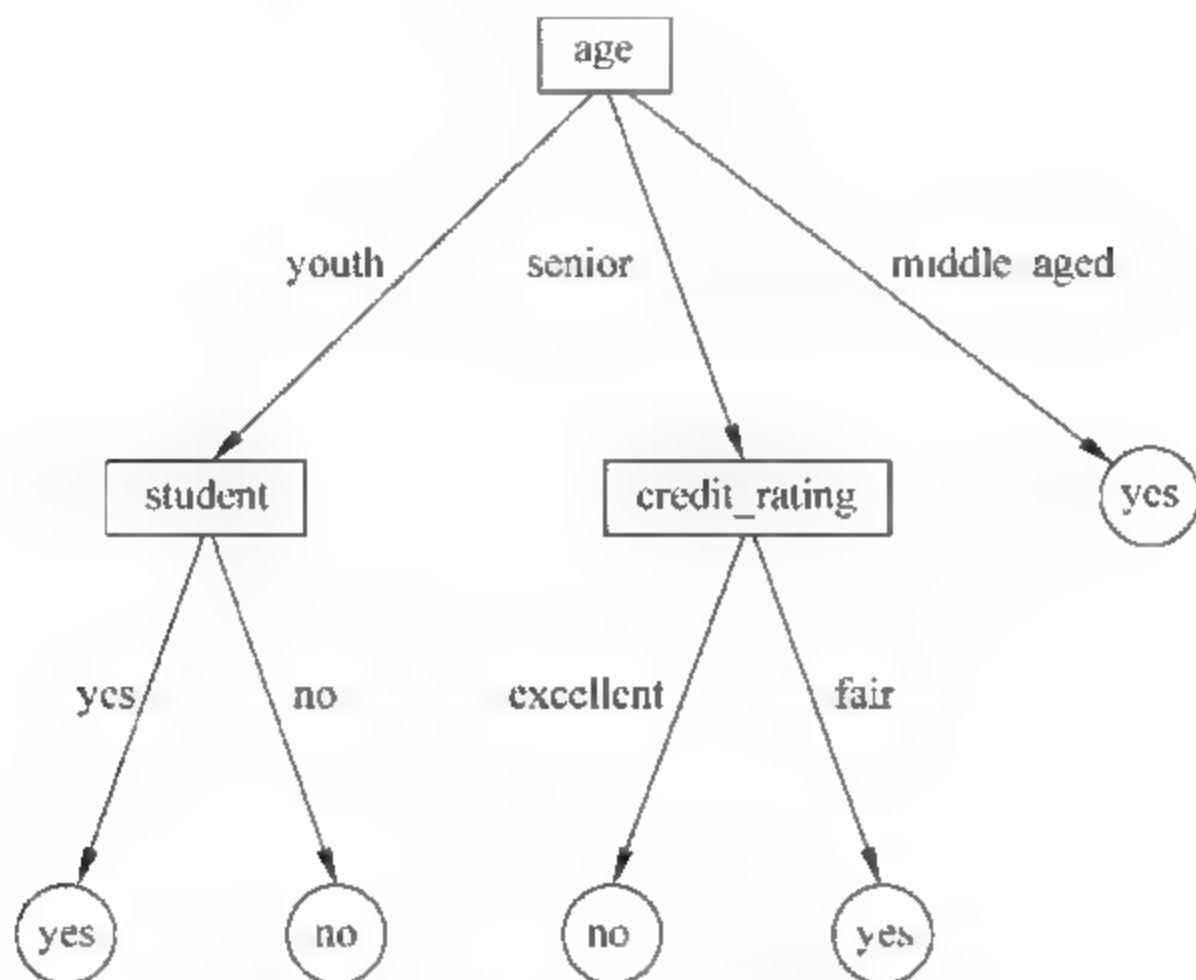 age
youth senior middle aged
student credit_rating yes
yes no excellent fair
yes no no yes